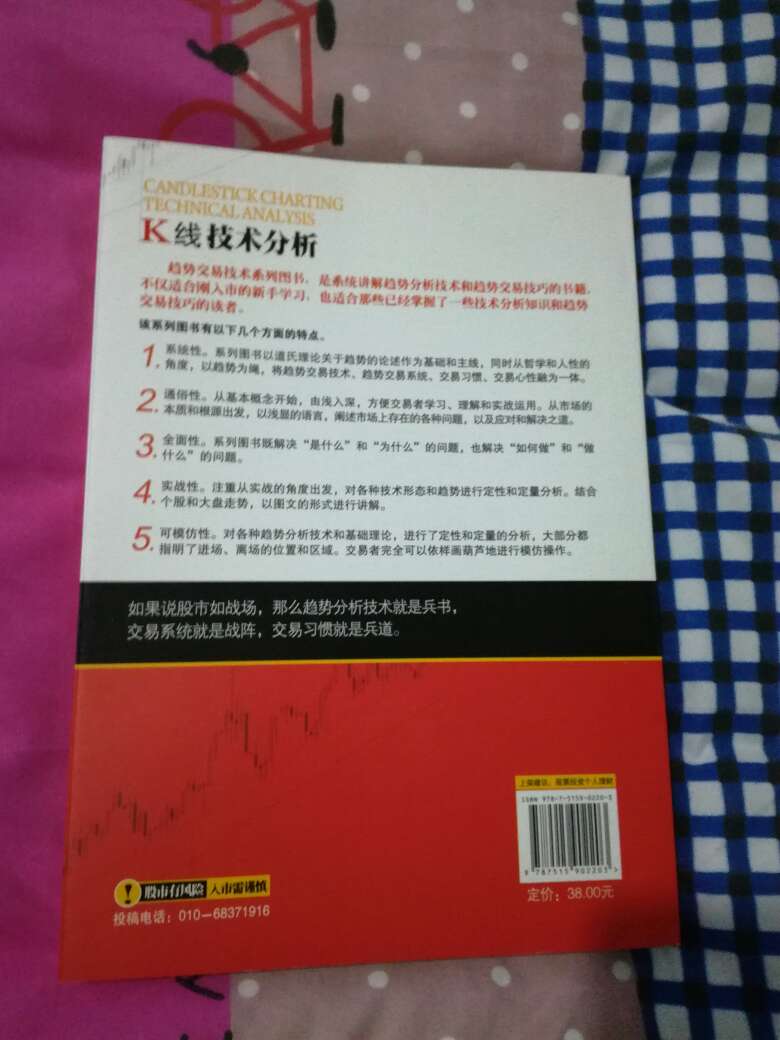 CANDLESTICK CHARTING
TECHNICAL ANALYSIS
K线技术分析
趋势交易技术系列图书，是系统讲解趋势分析技术和趋势交易技巧的书籍，
不仅适合刚入市的新手学习，也适合那些已经掌握了一些技术分析知识和趋势
交易技巧的读者。
该系列图书有以下几个方面的特点。
1. 系统性。系列图书以道氏理论关于趋势的论述作为基础和主线，同时从哲学和人性的
角度，以趋势为绳，将趋势交易技术、趋势交易系统、交易习惯、交易心性融为一体。
2. 通俗性。从基本概念开始，由浅入深，方便交易者学习、理解和实战运用。从市场的
本质和根源出发，以浅显的语言，阐述市场上存在的各种问题，以及应对和解决之道。
3. 全面性。系列图书既解决“是什么”和“为什么”的问题，也解决“如何做”和“做
什么”的问题。
4. 实战性。注重从实战的角度出发，对各种技术形态和趋势进行定性和定量分析。结合
个股和大盘走势，以图文的形式进行讲解。
5. 可模仿性。对各种趋势分析技术和基础理论，进行了定性和定量的分析，大部分都
指明了进场、离场的位置和区域。交易者完全可以依样画葫芦地进行模仿操作。
如果说股市如战场，那么趋势分析技术就是兵书，
交易系统就是战阵，交易习惯就是兵道。
上架建议：股票投资个人理财
ISBN 978-7-5159-0220-3
9 787515 902203 >
定价：38.00元
股市有风险 入市需谨慎
投稿电话：010-68371916